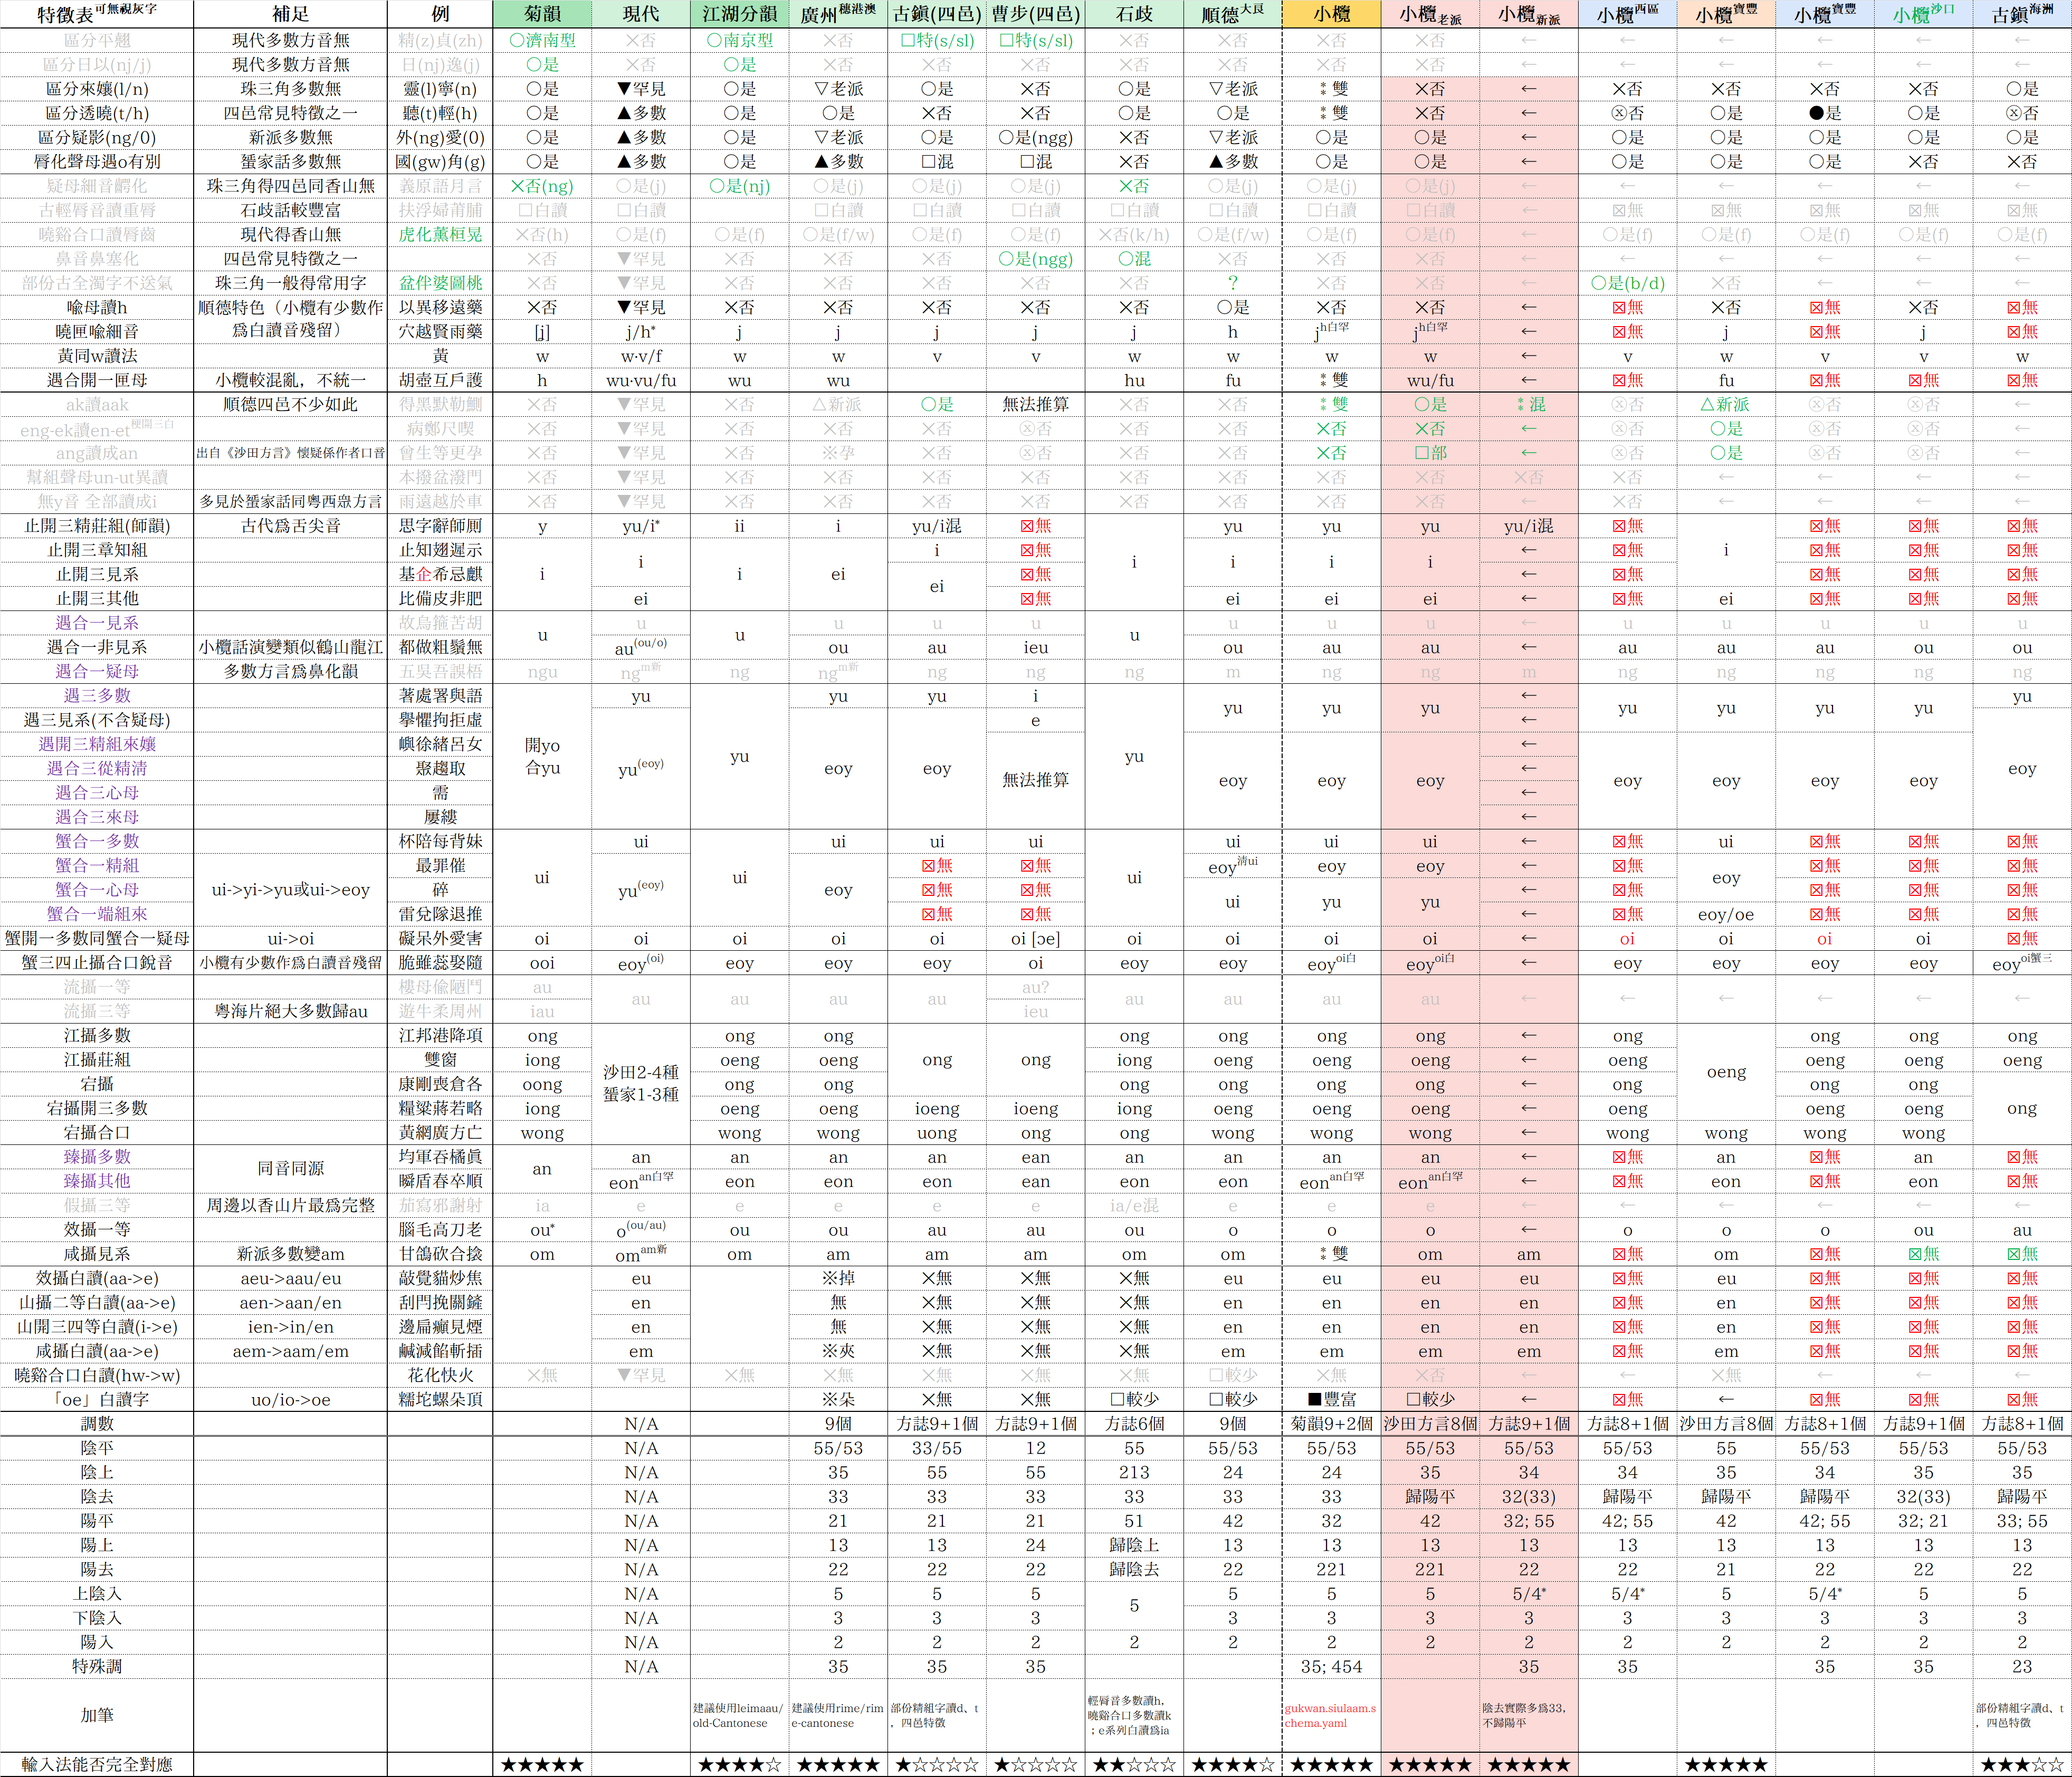 特徵表可無視灰字 補足 例 菊韻 現代 江湖分韻 廣州穗港澳 古鎭(四邑) 曹步(四邑) 石歧 順德大良 小欖 小欖老派 小欖新派 小欖西區 小欖寶豐 小欖寶豐 小欖沙口 古鎭海洲
區分平翹 現代多數方音無 精(z)貞(zh) ○濟南型 ×否 ○南京型 ×否 □特(s/sl) □特(s/sl) ×否 ×否 ×否 ×否 ← ← ← ← ← ←
區分日以(nj/j) 現代多數方音無 日(nj)逸(j) ○是 ×否 ○是 ×否 ×否 ×否 ×否 ×否 ×否 ×否 ← ← ← ← ← ←
區分來孃(l/n) 珠三角多數無 靈(l)寧(n) ○是 ▼罕見 ○是 ▽老派 ○是 ×否 ○是 ▽老派 ⁑雙 ×否 ← ×否 ×否 ×否 ×否 ○是
區分透曉(t/h) 四邑常見特徵之一 聽(t)輕(h) ○是 ▲多數 ○是 ○是 ×否 ×否 ○是 ○是 ⁑雙 ×否 ← ⓧ否 ○是 ●是 ○是 ⓧ否
區分疑影(ng/0) 新派多數無 外(ng)愛(0) ○是 ▲多數 ○是 ▽老派 ○是 ○是(ngg) ×否 ▽老派 ○是 ○是 ← ○是 ○是 ○是 ○是 ○是
脣化聲母遇o有別 蜑家話多數無 國(gw)角(g) ○是 ▲多數 ○是 ▲多數 □混 □混 ×否 ▲多數 ○是 ○是 ← ○是 ○是 ○是 ×否 ×否
疑母細音齶化 珠三角得四邑同香山無 義原語月言 ×否(ng) ○是(j) ○是(nj) ○是(j) ○是(j) ○是(j) ×否 ○是(j) ○是(j) ○是(j) ← ← ← ← ← ←
古輕脣音讀重脣 石歧話較豐富 扶浮婦莆脯 □白讀 □白讀 □白讀 □白讀 □白讀 □白讀 □白讀 □白讀 □白讀 ← ☒無 ☒無 ☒無 ☒無 ☒無
曉谿合口讀脣齒 現代得香山無 虎化薰桓晃 ×否(h) ○是(f) ○是(f) ○是(f/w) ○是(f) ○是(f) ×否(k/h) ○是(f/w) ○是(f) ○是(f) ← ○是(f) ○是(f) ○是(f) ○是(f) ○是(f)
鼻音鼻塞化 四邑常見特徵之一 ×否 ▼罕見 ×否 ×否 ×否 ○是(ngg) ○混 ×否 ×否 ×否 ← ← ← ← ← ←
部份古全濁字不送氣 珠三角一般得常用字 盆伴婆圖桃 ×否 ▼罕見 ×否 ×否 ×否 ×否 ×否 ? ×否 ×否 ← ○是(b/d) ×否 ← ← ←
喩母讀h 順德特色（小欖有少數作 以異移遠藥 ×否 ▼罕見 ×否 ×否 ×否 ×否 ×否 ○是 ×否 ×否 ← ☒無 ×否 ☒無 ×否 ☒無
曉匣喩細音 爲白讀音殘留） 穴越賢雨藥 [j] j/h* j j j j j h jh白罕 jh白罕 ← ☒無 j ☒無 j ☒無
黃同w讀法 黃 w w·v/f w w v v w w w w ← v w v v w
遇合開一匣母 小欖較混亂，不統一 胡壺互戶護 h wu·vu/fu wu wu hu fu ⁑雙 wu/fu ← ☒無 fu ☒無 ☒無 ☒無
ak讀aak 順德四邑不少如此 得黑默勒鰂 ×否 ▼罕見 ×否 △新派 ○是 無法推算 ×否 ×否 ⁑雙 ○是 ⁑混 ⓧ否 △新派 ⓧ否 ⓧ否 ←
eng-ek讀en-et梗開三白 病鄭尺喫 ×否 ▼罕見 ×否 ×否 ×否 ⓧ否 ×否 ×否 ×否 ×否 ← ⓧ否 ○是 ⓧ否 ⓧ否 ←
ang讀成an 出自《沙田方言》懷疑係作者口音 曾生等更孕 ×否 ▼罕見 ×否 ※孕 ×否 ⓧ否 ×否 ×否 ×否 □部 ← ⓧ否 ○是 ⓧ否 ⓧ否 ←
幫組聲母un-ut異讀 本撥盆潑門 ×否 ▼罕見 ×否 ×否 ×否 ×否 ×否 ×否 ×否 ×否 ×否 ×否 ← ← ← ←
無y音 全部讀成i 多見於蜑家話同粵西眾方言 雨遠越於車 ×否 ▼罕見 ×否 ×否 ×否 ×否 ×否 ×否 ×否 ×否 ← ×否 ← ← ← ←
止開三精莊組(師韻) 古代爲舌尖音 思字辭師厠 y yu/i* ii i yu/i混 ☒無 yu yu yu yu/i混 ☒無 ☒無 ☒無 ☒無
止開三章知組 止知翅遲示 i i i ei i ☒無 i i i i ← ☒無 i ☒無 ☒無 ☒無
止開三見系 基企希忌麒 ei ☒無 ← ☒無 ☒無 ☒無 ☒無
止開三其他 比備皮非肥 ei ☒無 ei ei ei ← ☒無 ei ☒無 ☒無 ☒無
遇合一見系 故烏箍苦胡 u u u u u u u u u u ← u u u u u
遇合一非見系 小欖話演變類似鶴山龍江 都做粗鬚無 au(ou/o) ou au ieu ou au au ← au au au ou ou
遇合一疑母 多數方言爲鼻化韻 五吳吾誤梧 ngu ngm新 ng ngm新 ng ng ng m ng ng m ng ng ng ng ng
遇三多數 著處署與語 開yo 合yu yu yu yu yu i yu yu yu yu ← yu yu yu yu yu
遇三見系(不含疑母) 擧懼拘拒虛 yu(eoy) eoy eoy e ← eoy
遇開三精組來孃 嶼徐緒呂女 無法推算 eoy eoy eoy ← eoy eoy eoy eoy
遇合三從精淸 聚趨取 ←
遇合三心母 需 ←
遇合三來母 屢縷 ←
蟹合一多數 杯陪每背妹 ui ui ui ui ui ui ui ui ui ui ← ☒無 ui ☒無 ☒無 ☒無
蟹合一精組 ui->yi->yu或ui->eoy 最罪催 yu(eoy) eoy ☒無 ☒無 eoy淸ui eoy eoy ← ☒無 eoy ☒無 ☒無 ☒無
蟹合一心母 碎 ☒無 ☒無 ui yu yu ← ☒無 ☒無 ☒無 ☒無
蟹合一端組來 雷兌隊退推 ☒無 ☒無 ← ☒無 eoy/oe ☒無 ☒無 ☒無
蟹開一多數同蟹合一疑母 ui->oi 礙呆外愛害 oi oi oi oi oi oi [ɔe] oi oi oi oi ← oi oi oi oi ☒無
蟹三四止攝合口銳音 小欖有少數作爲白讀音殘留 脆雖蕊娶隨 ooi eoy(oi) eoy eoy eoy oi eoy eoy eoyoi白 eoyoi白 ← eoy eoy eoy eoy eoyoi蟹三
流攝一等 樓母偸陋鬥 au au au au au au? au au au au ← ← ← ← ← ←
流攝三等 粵海片絕大多數歸au 遊牛柔周州 iau ieu
江攝多數 江邦港降項 ong 沙田2-4種 蜑家1-3種 ong ong ong ong ong ong ong ong ← ong oeng ong ong ong
江攝莊組 雙窗 iong oeng oeng iong oeng oeng oeng ← oeng oeng oeng oeng
宕攝 康剛喪倉各 oong ong ong ong ong ong ong ← ong ong ong ong
宕攝開三多數 糧梁蔣若略 iong oeng oeng ioeng ioeng iong oeng oeng oeng ← oeng oeng oeng
宕攝合口 黃網廣方亡 wong wong wong uong ong ong wong wong wong ← wong wong wong wong
臻攝多數 同音同源 均軍吞橘眞 an an an an an ean an an an an ← ☒無 an ☒無 an ☒無
臻攝其他 瞬盾春卒順 eonan白罕 eon eon eon ean eon eon eonan白罕 eonan白罕 ← ☒無 eon ☒無 eon ☒無
假攝三等 周邊以香山片最爲完整 茄寫邪謝射 ia e e e e e ia/e混 e e e ← ← ← ← ← ←
效攝一等 腦毛高刀老 ou* o(ou/au) ou ou au au ou o o o ← o o o ou au
咸攝見系 新派多數變am 甘鴿砍合捡 om omam新 om am am am om om ⁑雙 om am ☒無 om ☒無 ☒無 ☒無
效攝白讀(aa->e) aeu->aau/eu 敲覺貓炒焦 eu ※掉 ×無 ×無 ×無 eu eu eu eu ☒無 eu ☒無 ☒無 ☒無
山攝二等白讀(aa->e) aen->aan/en 刮閂挽關鏟 en 無 ×無 ×無 ×無 en en en en ☒無 en ☒無 ☒無 ☒無
山開三四等白讀(i->e) ien->in/en 邊扁癲見煙 en 無 ×無 ×無 ×無 en en en en ☒無 en ☒無 ☒無 ☒無
咸攝白讀(aa->e) aem->aam/em 鹹減餡斬插 em ※夾 ×無 ×無 ×無 em em em em ☒無 em ☒無 ☒無 ☒無
曉谿合口白讀(hw->w) 花化快火 ×無 ▼罕見 ×無 ×無 ×無 ×無 ×無 □較少 ×無 ×否 ← ← ×無 ← ← ←
「oe」白讀字 uo/io->oe 糯坨螺朵頂 ※朵 ×無 ×無 □較少 □較少 ■豐富 □較少 ← ☒無 ← ☒無 ☒無 ☒無
調數 N/A 9個 方誌9+1個 方誌9+1個 方誌6個 9個 菊韻9+2個 沙田方言8個 方誌9+1個 方誌8+1個 沙田方言8個 方誌8+1個 方誌9+1個 方誌8+1個
陰平 N/A 55/53 33/55 12 55 55/53 55/53 55/53 55/53 55/53 55 55/53 55/53 55/53
陰上 N/A 35 55 55 213 24 24 35 34 34 35 34 35 35
陰去 N/A 33 33 33 33 33 33 歸陽平 32(33) 歸陽平 歸陽平 歸陽平 32(33) 歸陽平
陽平 N/A 21 21 21 51 42 32 42 32; 55 42; 55 42 42; 55 32; 21 33; 55
陽上 N/A 13 13 24 歸陰上 13 13 13 13 13 13 13 13 13
陽去 N/A 22 22 22 歸陰去 22 221 221 22 22 21 22 22 22
上陰入 N/A 5 5 5 5 5 5 5 5/4* 5/4* 5 5/4* 5 5
下陰入 N/A 3 3 3 3 3 3 3 3 3 3 3 3
陽入 N/A 2 2 2 2 2 2 2 2 2 2 2 2 2
特殊調 N/A 35 35 35 35; 454 35 35 35 35 23
加筆 建議使用leimaau/old-Cantonese 建議使用rime/rime-cantonese 部份精組字讀d、t，四邑特徵 輕脣音多數讀h，曉谿合口多數讀k；e系列白讀爲ia gukwan.siulaam.schema.yaml 陰去實際多爲33，不歸陽平 部份精組字讀d、t，四邑特徵
輸入法能否完全對應 ★★★★★ ★★★★☆ ★★★★★ ★☆☆☆☆ ★☆☆☆☆ ★★☆☆☆ ★★★★☆ ★★★★★ ★★★★★ ★★★★★ ★★★★★ ★★★☆☆